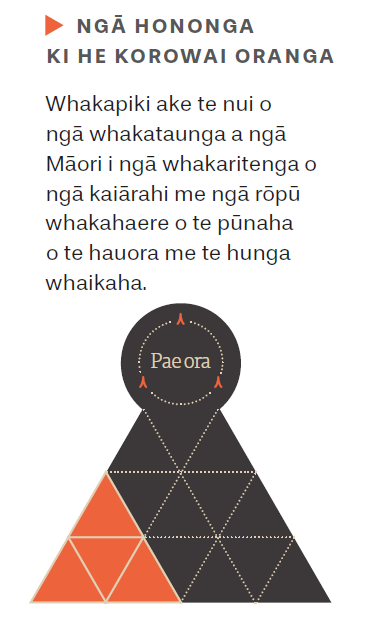 NGĀ HONONGA
KI HE KOROWAI ORANGA
Whakapiki ake te nui o
ngā whakataunga a ngā
Māori i ngā whakaritenga o
ngā kaiārahi me ngā rōpū
whakahaere o te pūnaha
o te hauora me te hunga
whaikaha.
Pae ora